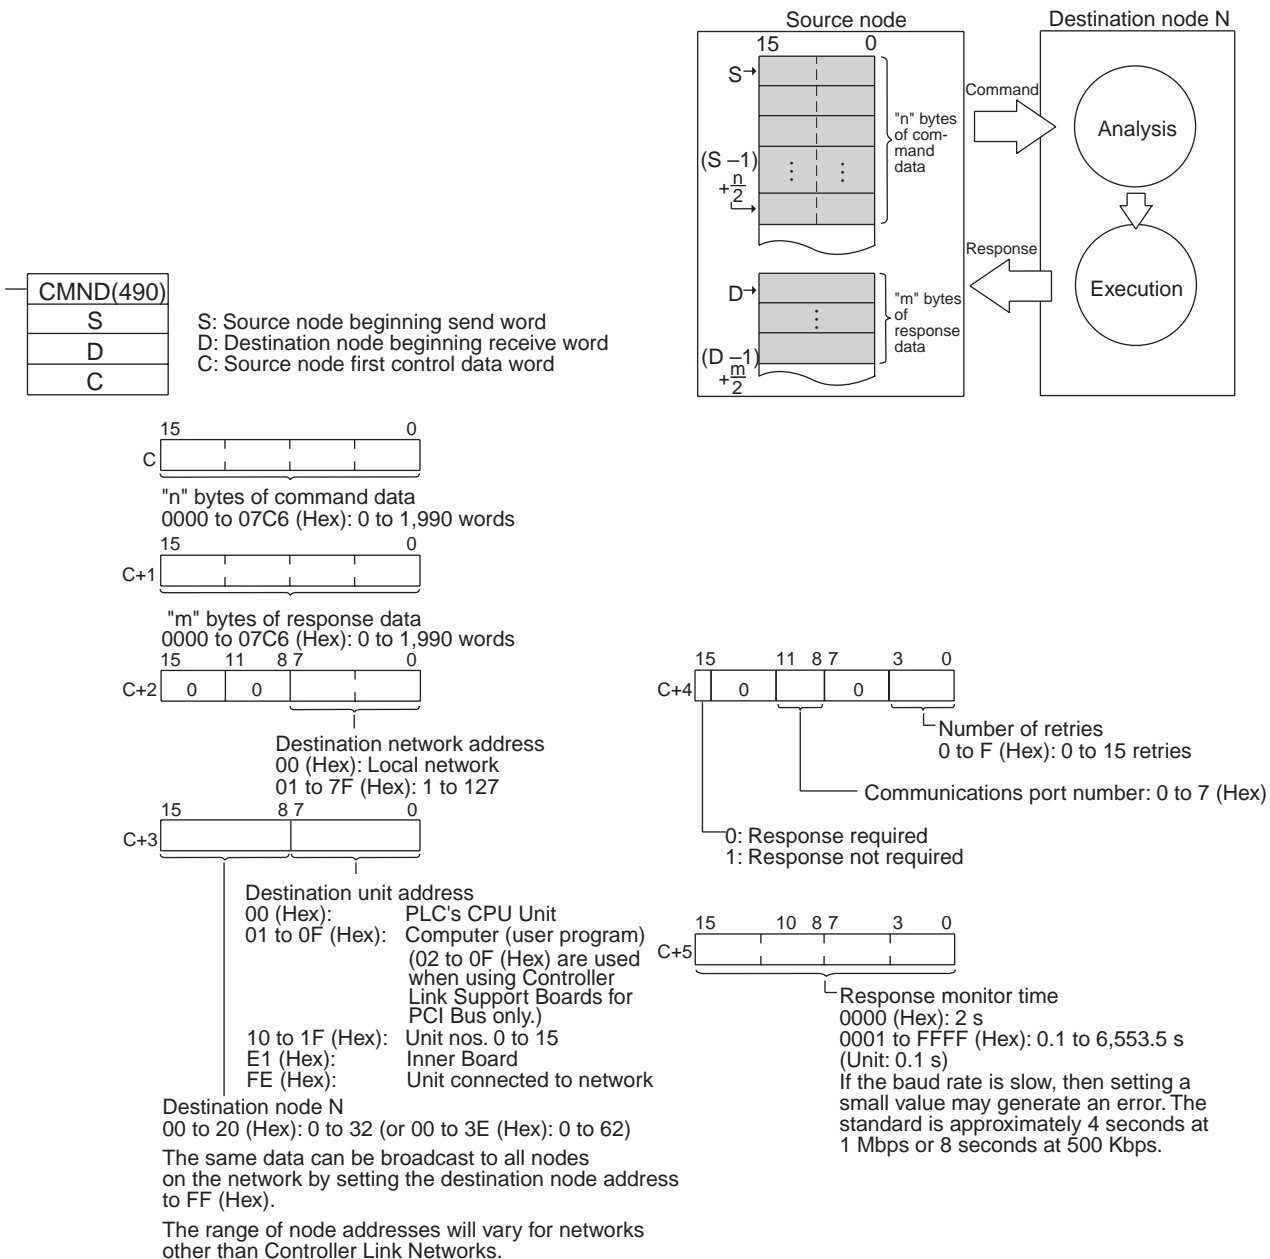 Source node
Destination node N
15 0
S
"n" bytes
of com-
mand
data
(S –1)
+n/2
Command
Analysis
Response
Execution
D
"m" bytes
of
response
data
(D –1)
+m/2
CMND(490)
S
D
C
S: Source node beginning send word
D: Destination node beginning receive word
C: Source node first control data word
15 0
C
"n" bytes of command data
0000 to 07C6 (Hex): 0 to 1,990 words
15 0
C+1
"m" bytes of response data
0000 to 07C6 (Hex): 0 to 1,990 words
15 11 8 7 0
C+2 0 0
Destination network address
00 (Hex): Local network
01 to 7F (Hex): 1 to 127
15 8 7 0
C+3
Destination unit address
00 (Hex): PLC's CPU Unit
01 to 0F (Hex): Computer (user program)
(02 to 0F (Hex) are used
when using Controller
Link Support Boards for
PCI Bus only.)
10 to 1F (Hex): Unit nos. 0 to 15
E1 (Hex): Inner Board
FE (Hex): Unit connected to network
Destination node N
00 to 20 (Hex): 0 to 32 (or 00 to 3E (Hex): 0 to 62)
The same data can be broadcast to all nodes
on the network by setting the destination node address
to FF (Hex).
The range of node addresses will vary for networks
other than Controller Link Networks.
15 11 8 7 3 0
C+4 0 0
Number of retries
0 to F (Hex): 0 to 15 retries
Communications port number: 0 to 7 (Hex)
0: Response required
1: Response not required
15 10 8 7 3 0
C+5
Response monitor time
0000 (Hex): 2 s
0001 to FFFF (Hex): 0.1 to 6,553.5 s
(Unit: 0.1 s)
If the baud rate is slow, then setting a
small value may generate an error. The
standard is approximately 4 seconds at
1 Mbps or 8 seconds at 500 Kbps.